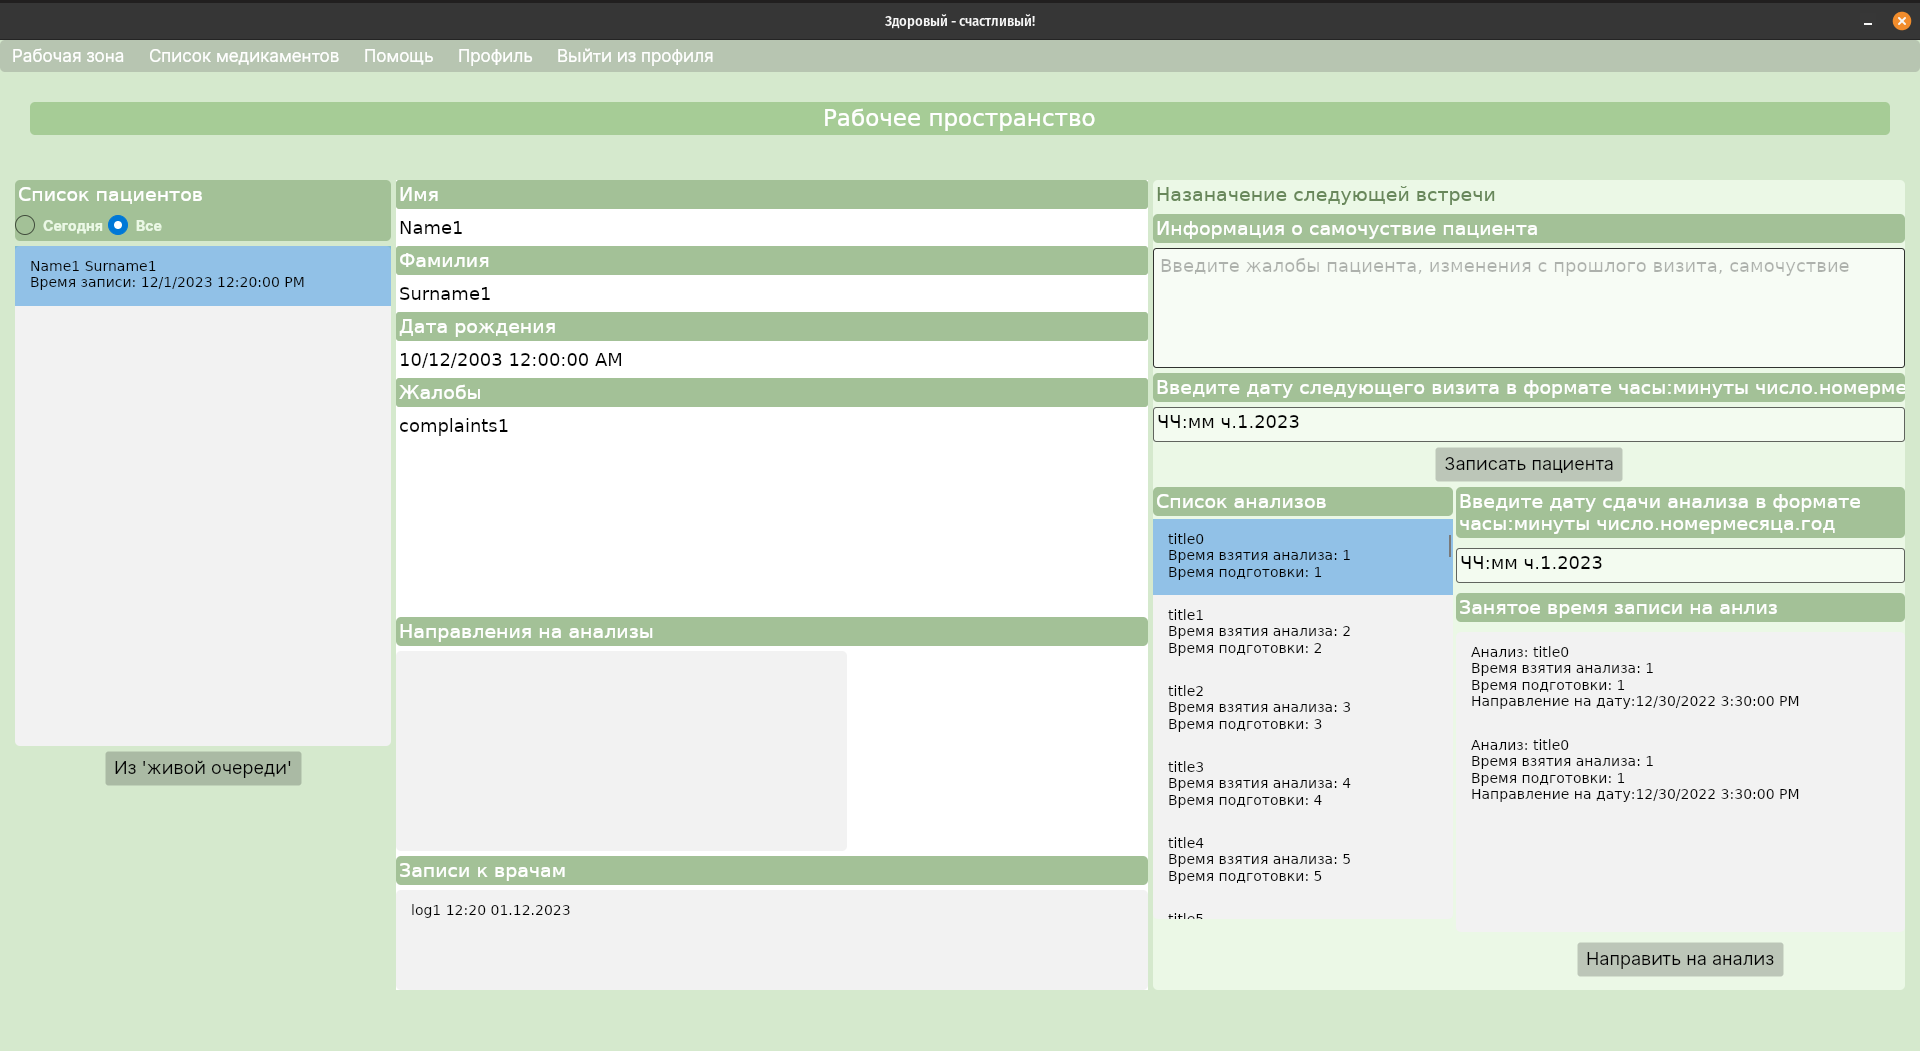 Здоровый - счастливый!
Рабочая зона Список медикаментов Помощь Профиль Выйти из профиля
Рабочее пространство
Список пациентов
Сегодня Все
Name1 Surname1
Время записи: 12/1/2023 12:20:00 PM
Из 'живой очереди'
Имя
Name1
Фамилия
Surname1
Дата рождения
10/12/2003 12:00:00 AM
Жалобы
complaints1
Направления на анализы
Записи к врачам
log1 12:20 01.12.2023
Назаначение следующей встречи
Информация о самочуствие пациента
Введите жалобы пациента, изменения с прошлого визита, самочуствие
Введите дату следующего визита в формате часы:минуты число.номерме
ЧЧ:мм ч.1.2023
Записать пациента
Список анализов
title0
Время взятия анализа: 1
Время подготовки: 1
title1
Время взятия анализа: 2
Время подготовки: 2
title2
Время взятия анализа: 3
Время подготовки: 3
title3
Время взятия анализа: 4
Время подготовки: 4
title4
Время взятия анализа: 5
Время подготовки: 5
title5
Введите дату сдачи анализа в формате
часы:минуты число.номермесяца.год
ЧЧ:мм ч.1.2023
Занятое время записи на анлиз
Анализ: title0
Время взятия анализа: 1
Время подготовки: 1
Направление на дату:12/30/2022 3:30:00 PM
Анализ: title0
Время взятия анализа: 1
Время подготовки: 1
Направление на дату:12/30/2022 3:30:00 PM
Направить на анализ